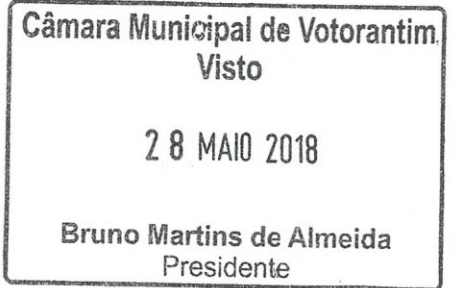 Câmara Municipal de Votorantim
Visto
28 MAIO 2018
Bruno Martins de Almeida
Presidente